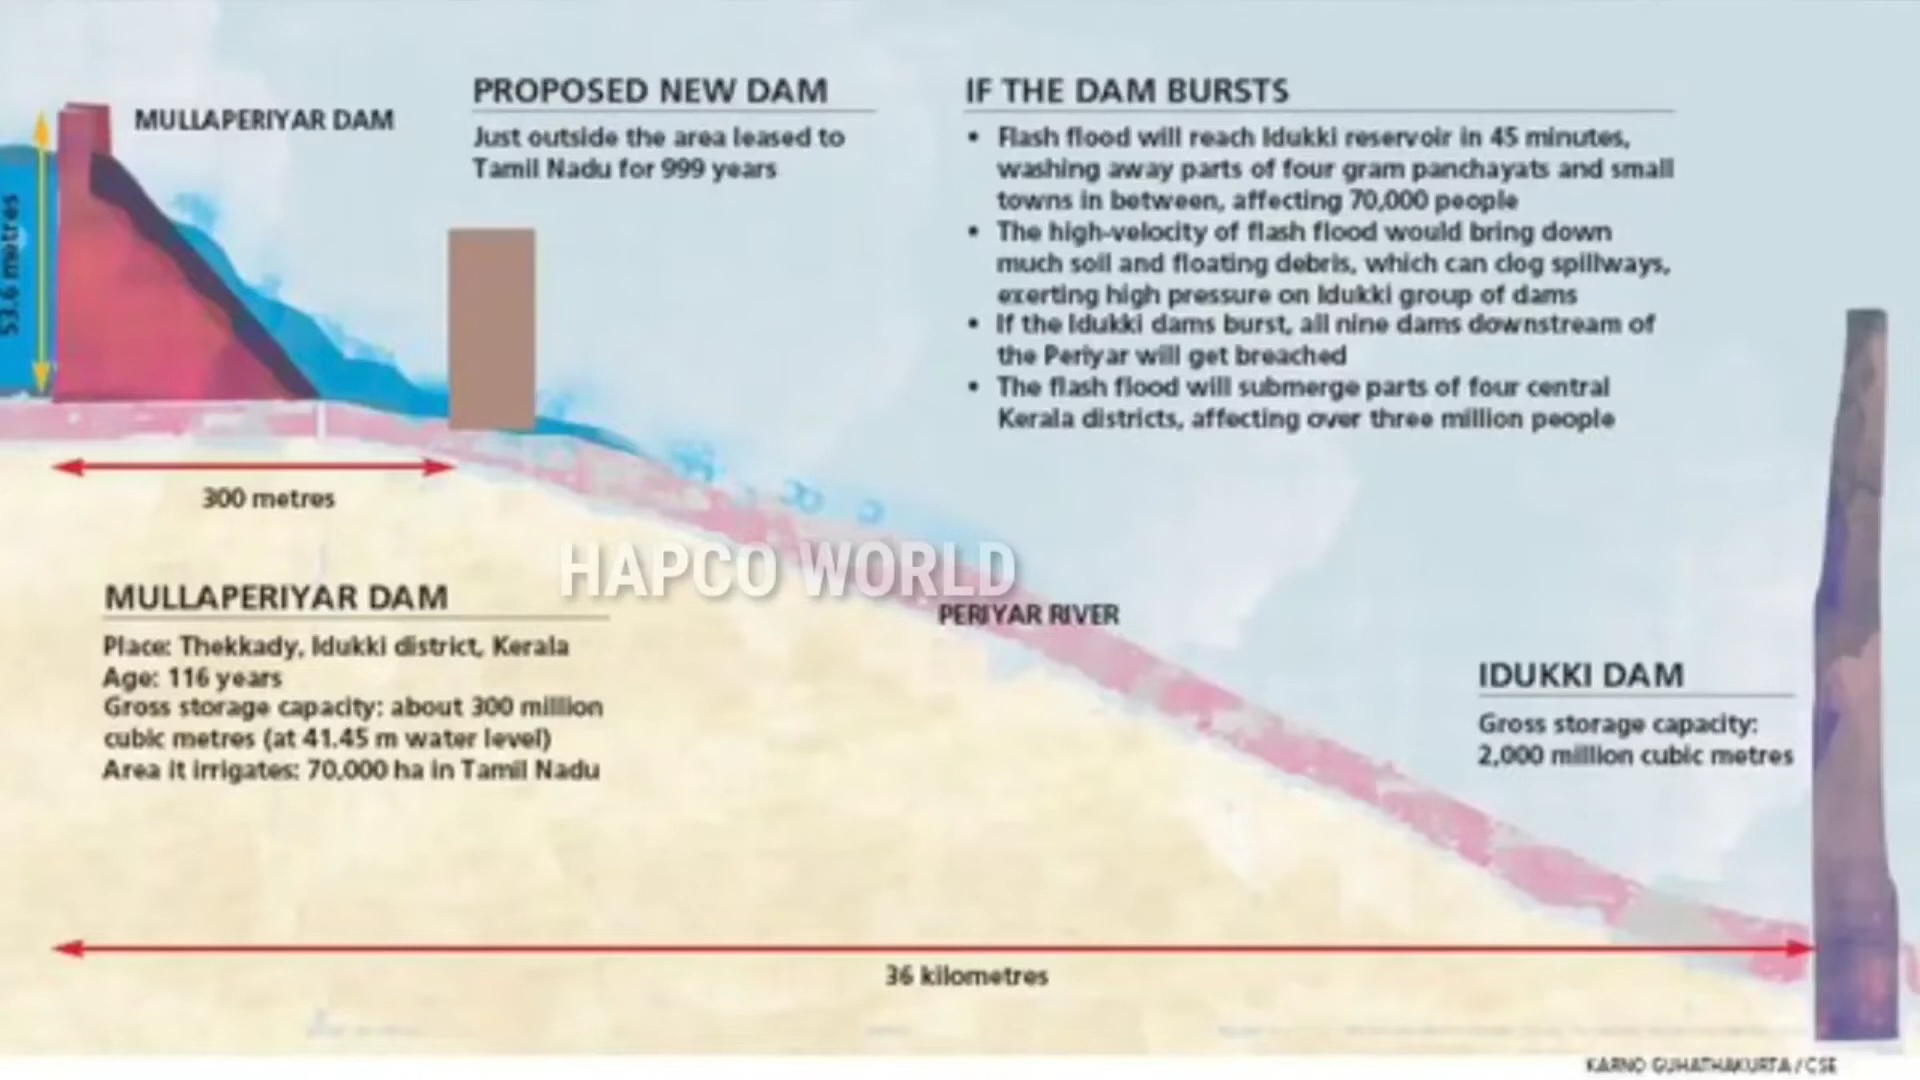 MULLAPERIYAR DAM
53.6 metres
PROPOSED NEW DAM
Just outside the area leased to
Tamil Nadu for 999 years
IF THE DAM BURSTS
• Flash flood will reach Idukki reservoir in 45 minutes,
washing away parts of four gram panchayats and small
towns in between, affecting 70,000 people
• The high-velocity of flash flood would bring down
much soil and floating debris, which can clog spillways,
exerting high pressure on Idukki group of dams
• If the Idukki dams burst, all nine dams downstream of
the Periyar will get breached
• The flash flood will submerge parts of four central
Kerala districts, affecting over three million people
300 metres
HAPCO WORLD
PERIYAR RIVER
MULLAPERIYAR DAM
Place: Thekkady, Idukki district, Kerala
Age: 116 years
Gross storage capacity: about 300 million
cubic metres (at 41.45 m water level)
Area it irrigates: 70,000 ha in Tamil Nadu
IDUKKI DAM
Gross storage capacity:
2,000 million cubic metres
36 kilometres
KARNO GUHATHAKURTA / CSE